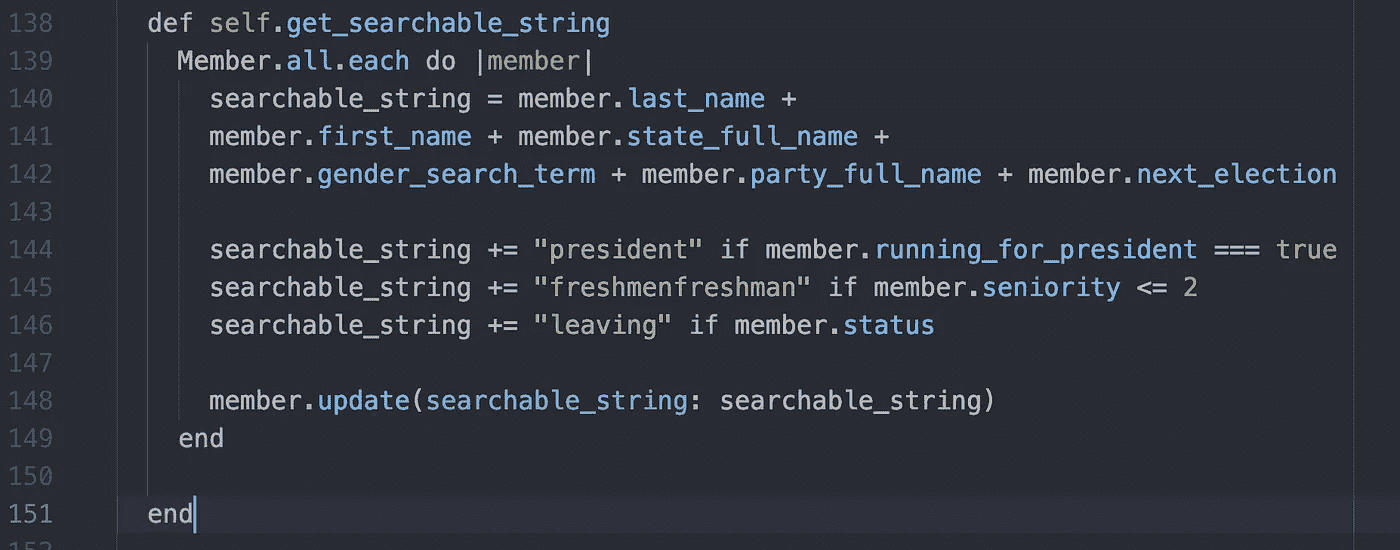 138 def self.get_searchable_string
139 Member.all.each do |member|
140 searchable_string = member.last_name +
141 member.first_name + member.state_full_name +
142 member.gender_search_term + member.party_full_name + member.next_election
143
144 searchable_string += "president" if member.running_for_president === true
145 searchable_string += "freshmenfreshman" if member.seniority <= 2
146 searchable_string += "leaving" if member.status
147
148 member.update(searchable_string: searchable_string)
149 end
150
151 end
152